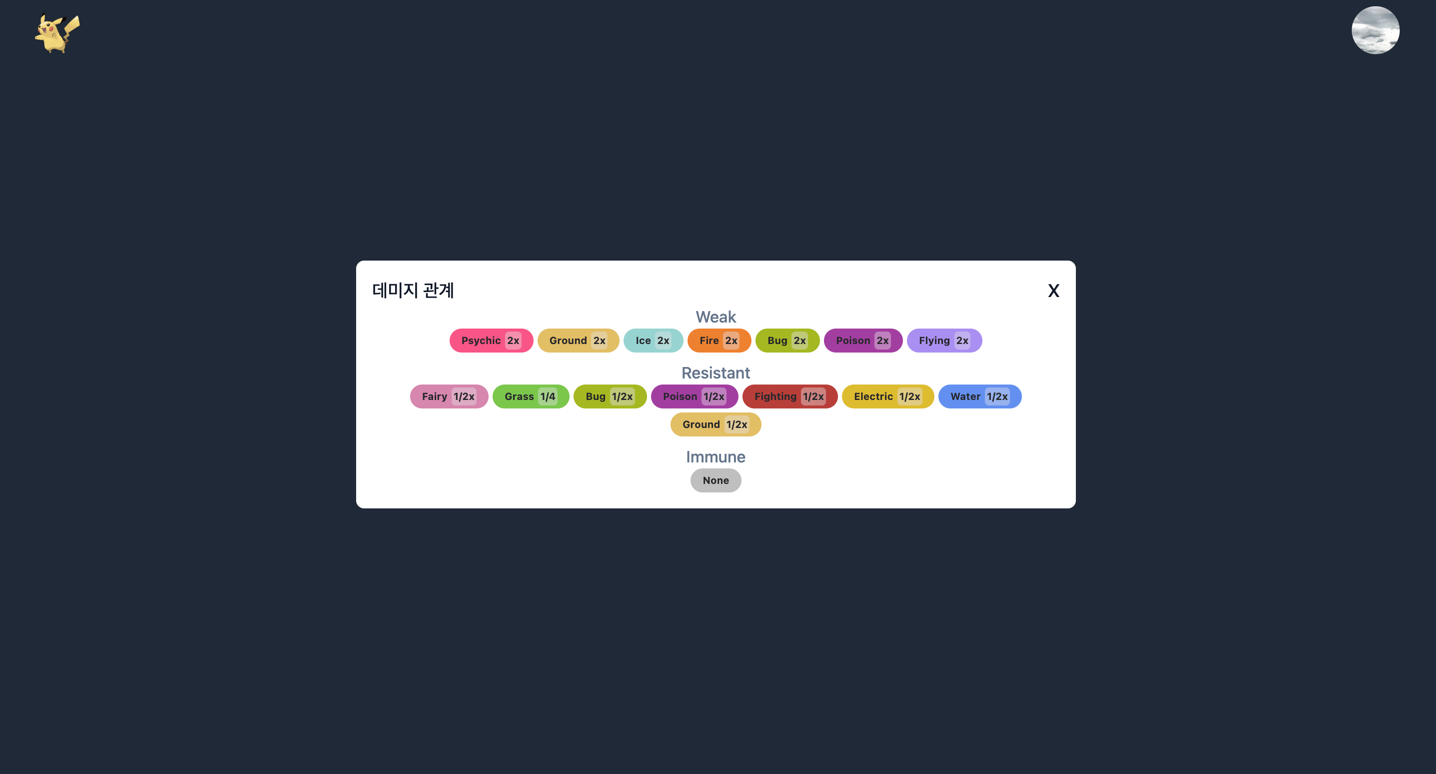 데미지 관계 X
Weak
Psychic 2x Ground 2x Ice 2x Fire 2x Bug 2x Poison 2x Flying 2x
Resistant
Fairy 1/2x Grass 1/4 Bug 1/2x Poison 1/2x Fighting 1/2x Electric 1/2x Water 1/2x
Ground 1/2x
Immune
None